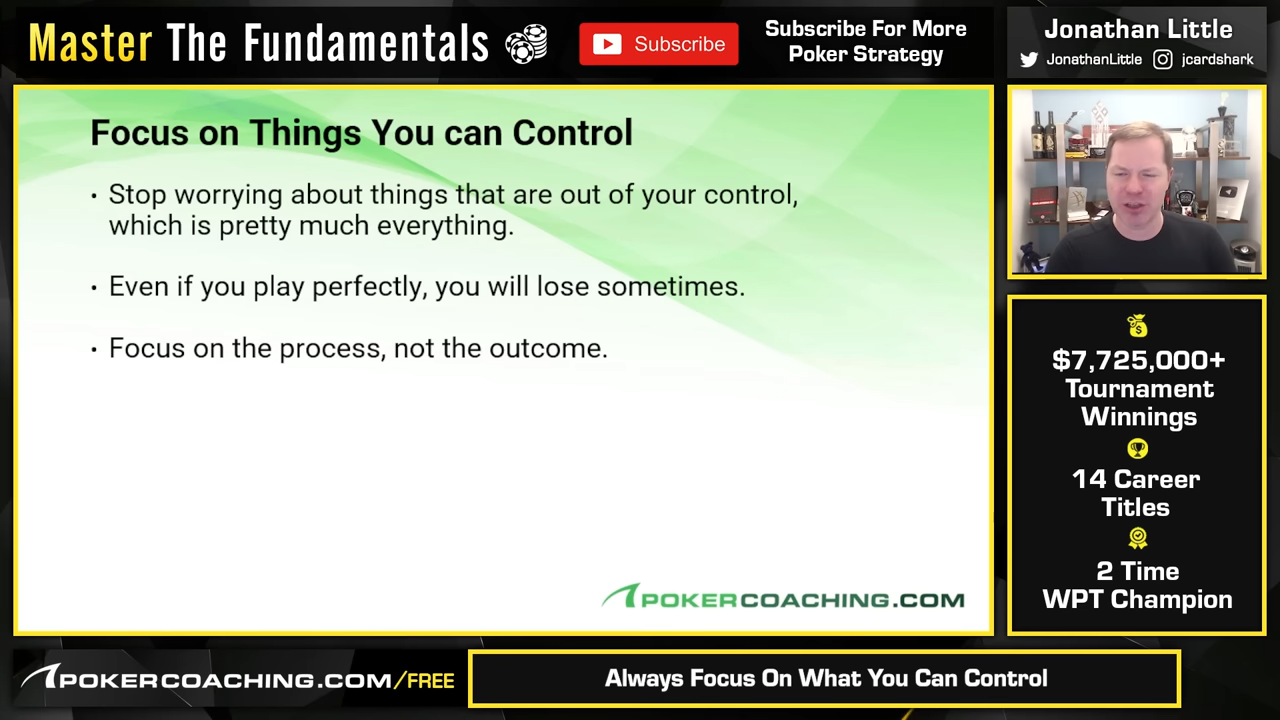 Master The Fundamentals
Subscribe
Subscribe For More
Poker Strategy
Jonathan Little
JonathanLittle jcardshark
Focus on Things You can Control
• Stop worrying about things that are out of your control,
which is pretty much everything.
• Even if you play perfectly, you will lose sometimes.
• Focus on the process, not the outcome.
POKERCOACHING.COM
$7,725,000+
Tournament
Winnings
14 Career
Titles
2 Time
WPT Champion
POKERCOACHING.COM/FREE
Always Focus On What You Can Control